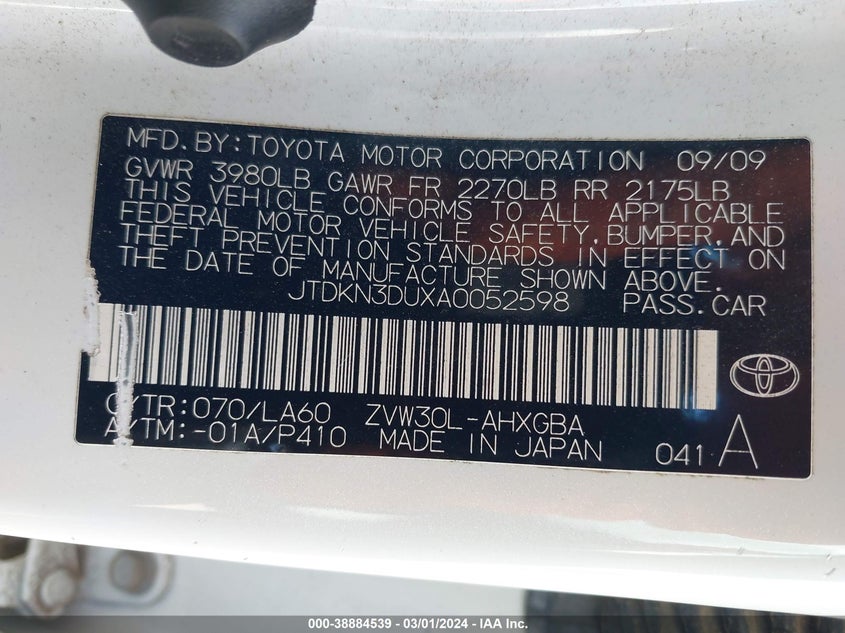 MFD.BY:TOYOTA MOTOR CORPORATION 09/09
GVWR 3980LB GAWR FR 2270LB RR 2175LB
THIS VEHICLE CONFORMS TO ALL APPLICABLE
FEDERAL MOTOR VEHICLE SAFETY,BUMPER,AND
THEFT PREVENTION STANDARDS IN EFFECT ON
THE DATE OF MANUFACTURE SHOWN ABOVE.
JTDKN3DUXA0052598 PASS.CAR
C/TR:070/LA60 ZVW30L-AHXGBA
A/TM:-01A/P410 MADE IN JAPAN 041 A
000-38884539 - 03/01/2024 - IAAI.COM